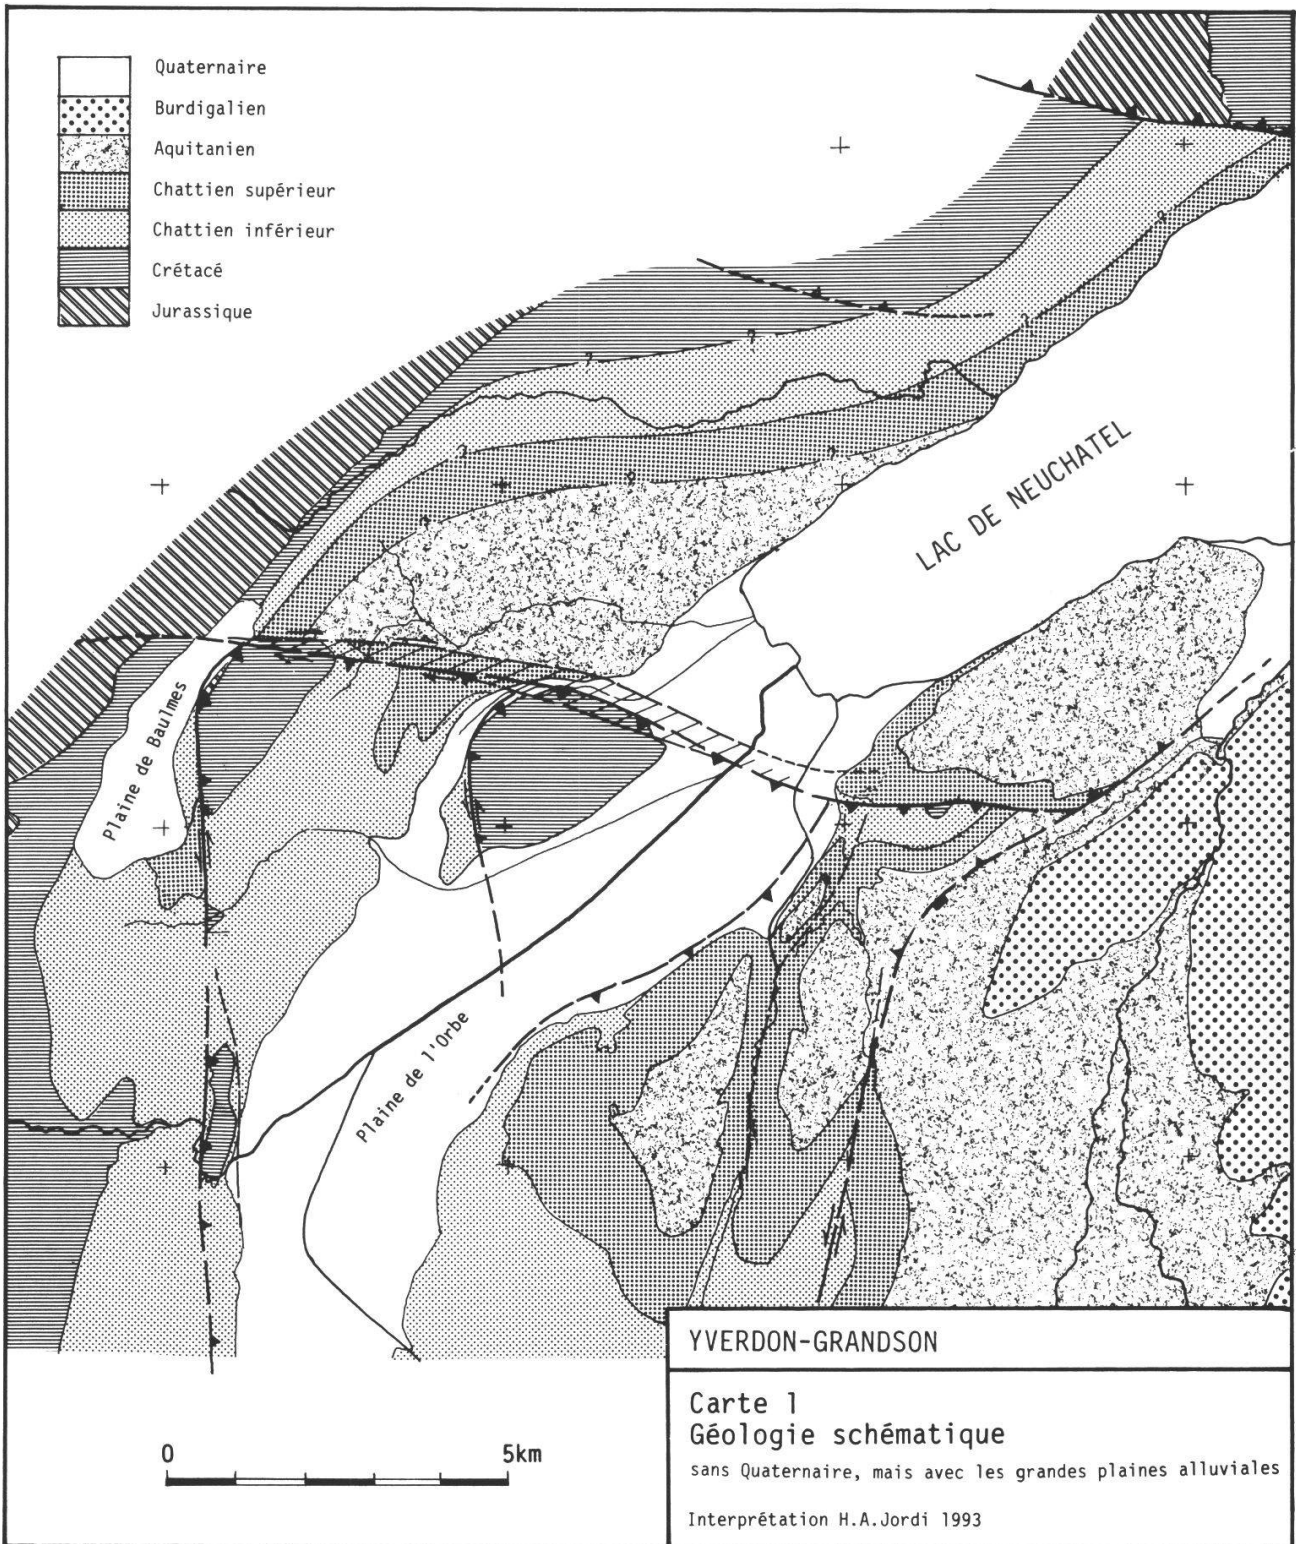 Quaternaire
Burdigalien
Aquitanien
Chattien supérieur
Chattien inférieur
Crétacé
Jurassique
?
?
?
?
?
?
?
?
LAC DE NEUCHATEL
Plaine de Baulmes
Plaine de l'Orbe
YVERDON-GRANDSON
Carte 1
Géologie schématique
sans Quaternaire, mais avec les grandes plaines alluviales
Interprétation H.A.Jordi 1993
0 5km